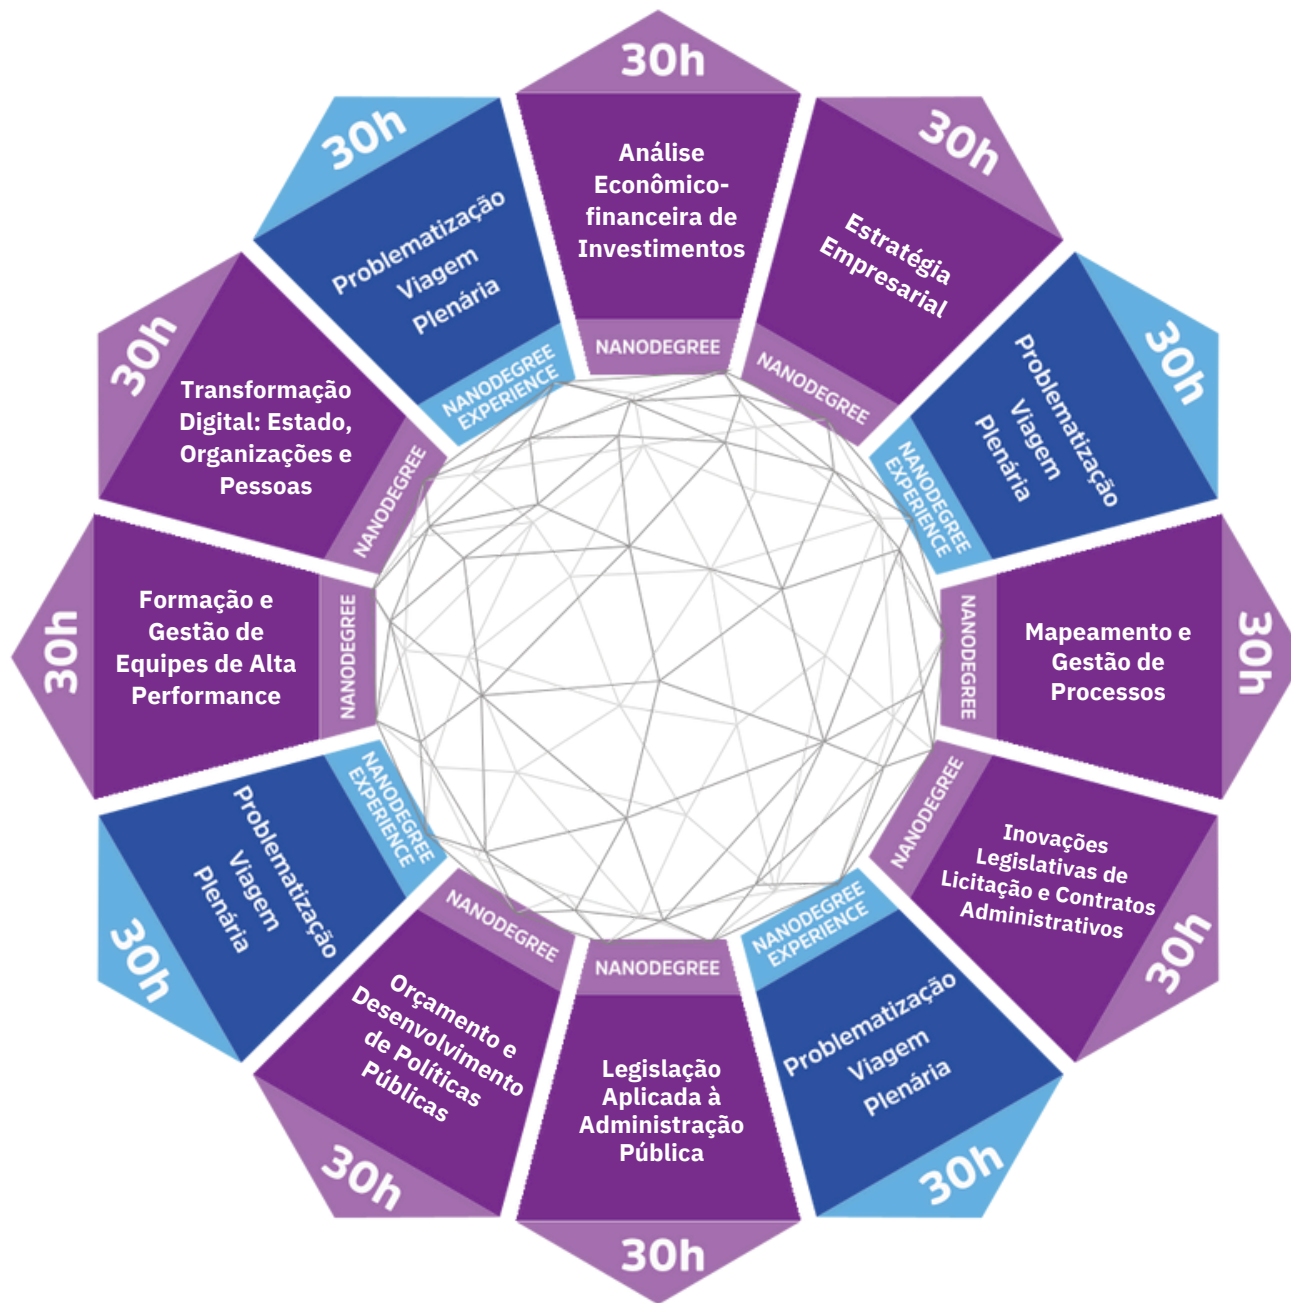 30h
Análise
Econômico-
financeira de
Investimentos
NANODEGREE
30h
Estratégia
Empresarial
NANODEGREE
30h
Problematização
Viagem
Plenária
NANODEGREE
EXPERIENCE
30h
Mapeamento e
Gestão de
Processos
NANODEGREE
30h
Inovações
Legislativas de
Licitação e Contratos
Administrativos
NANODEGREE
30h
Problematização
Viagem
Plenária
NANODEGREE
EXPERIENCE
30h
Legislação
Aplicada à
Administração
Pública
NANODEGREE
30h
Orçamento e
Desenvolvimento
de Políticas
Públicas
NANODEGREE
30h
Problematização
Viagem
Plenária
NANODEGREE
EXPERIENCE
30h
Formação e
Gestão de
Equipes de Alta
Performance
NANODEGREE
30h
Transformação
Digital: Estado,
Organizações e
Pessoas
NANODEGREE
30h
Problematização
Viagem
Plenária
NANODEGREE
EXPERIENCE